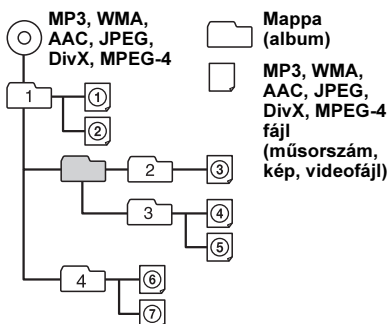 MP3, WMA,
AAC, JPEG,
DivX, MPEG-4
Mappa
(album)
MP3, WMA,
AAC, JPEG,
DivX, MPEG-4
fájl
(műsorszám,
kép, videofájl)
1
①
②
2
③
3
④
⑤
4
⑥
⑦